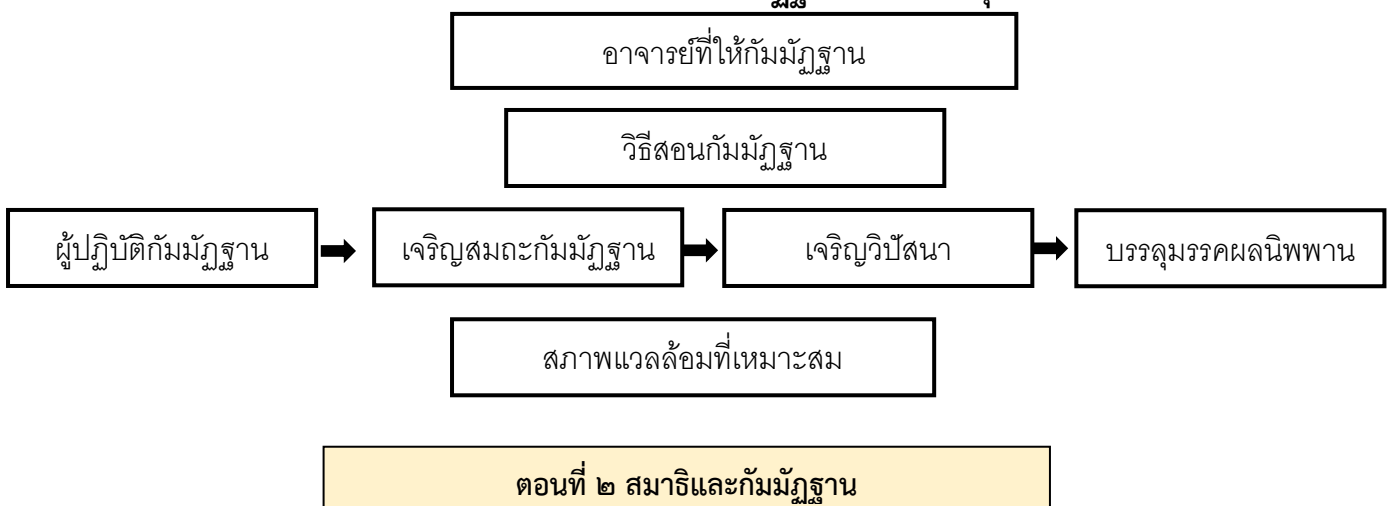 อาจารย์ที่ให้กัมมัฏฐาน
วิธีสอนกัมมัฏฐาน
ผู้ปฏิบัติกัมมัฏฐาน เจริญสมถะกัมมัฏฐาน เจริญวิปัสนา บรรลุมรรคผลนิพพาน
สภาพแวลล้อมที่เหมาะสม
ตอนที่ ๒ สมาธิและกัมมัฏฐาน